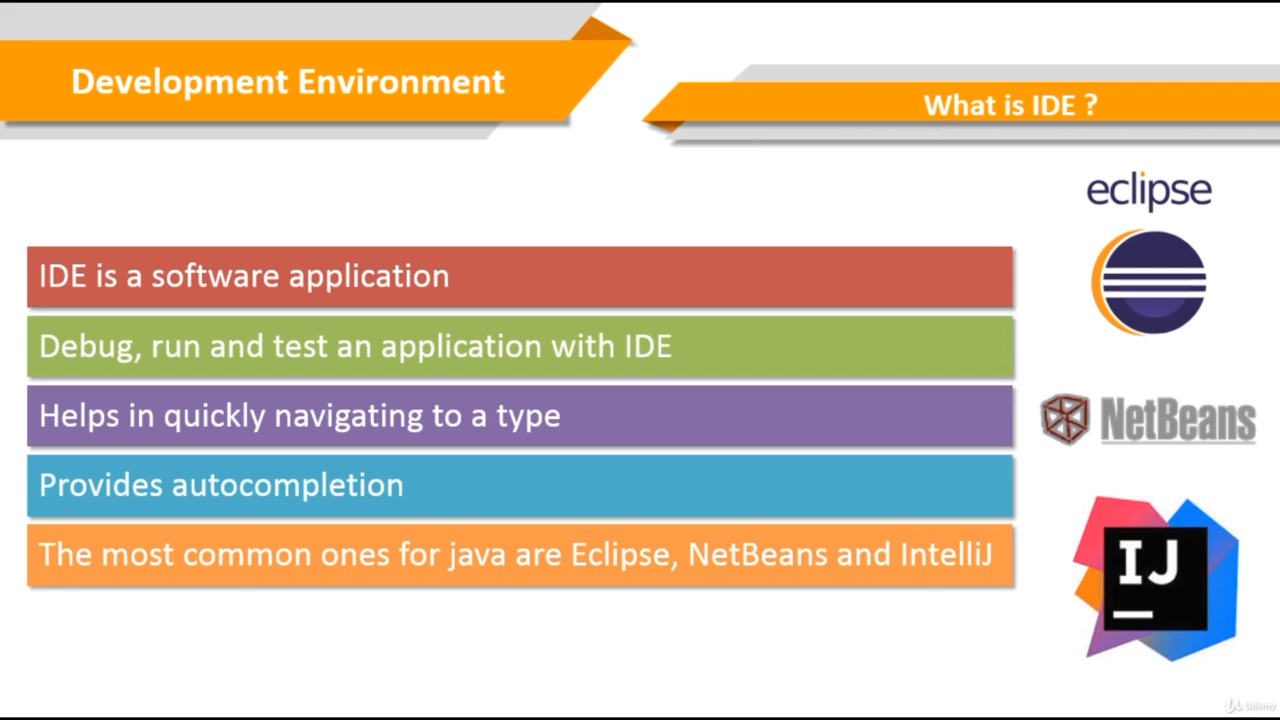 Development Environment
What is IDE ?
eclipse
IDE is a software application
Debug, run and test an application with IDE
Helps in quickly navigating to a type
NetBeans
Provides autocompletion
The most common ones for java are Eclipse, NetBeans and IntelliJ
IJ
Udemy